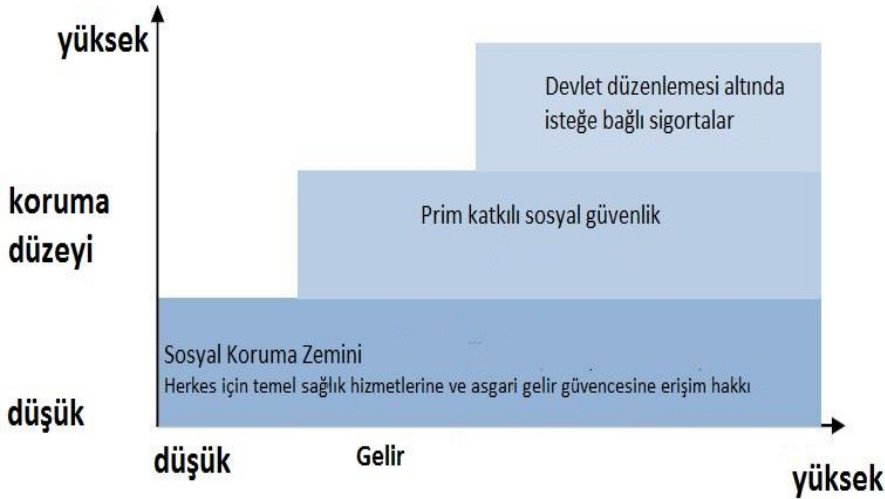 yüksek
Devlet düzenlemesi altında
isteğe bağlı sigortalar
koruma
düzeyi
Prim katkılı sosyal güvenlik
Sosyal Koruma Zemini
Herkes için temel sağlık hizmetlerine ve asgari gelir güvencesine erişim hakkı
düşük
düşük
Gelir
yüksek